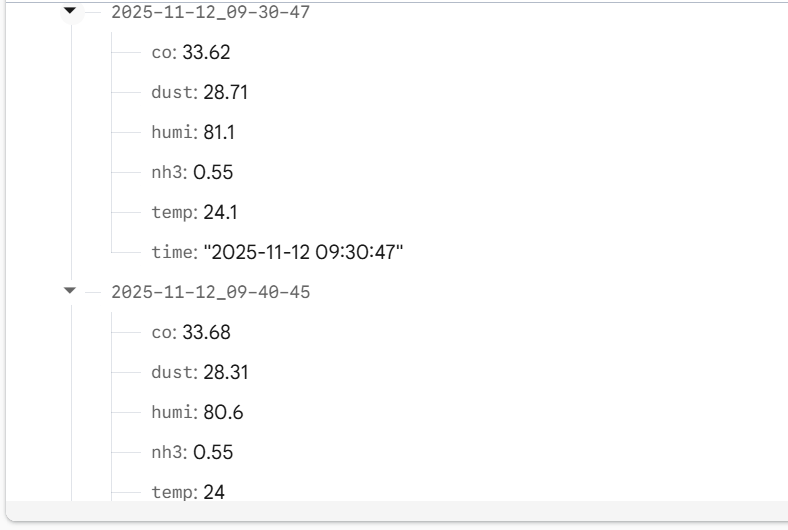 2025-11-12_09-30-47
co: 33.62
dust: 28.71
humi: 81.1
nh3: 0.55
temp: 24.1
time: "2025-11-12 09:30:47"
2025-11-12_09-40-45
co: 33.68
dust: 28.31
humi: 80.6
nh3: 0.55
temp: 24